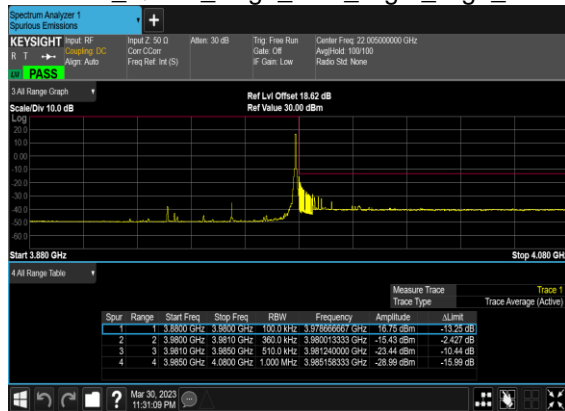 Spectrum Analyzer 1
Spurious Emissions
+
KEYSIGHT Input: RF Input Z: 50 Ω Atten: 30 dB Trig: Free Run Center Freq: 22.005000000 GHz
R T Coupling: DC Corr CCorr Gate: Off Avg|Hold: 100/100
Align: Auto Freq Ref: Int (S) IF Gain: Low Radio Std: None
PASS
3 All Range Graph
Ref Lvl Offset 18.62 dB
Scale/Div 10.0 dB Ref Value 30.00 dBm
Log
20.0
10.0
0.00
-10.0
-20.0
-30.0
-40.0
-50.0
-60.0
Start 3.880 GHz Stop 4.080 GH
4 All Range Table
Measure Trace Trace 1
Trace Type Trace Average (Active)
Spur Range Start Freq Stop Freq RBW Frequency Amplitude ΔLimit
1 1 3.8800 GHz 3.9800 GHz 100.0 kHz 3.978666667 GHz 16.75 dBm -13.25 dB
2 2 3.9800 GHz 3.9810 GHz 360.0 kHz 3.980013333 GHz -15.43 dBm -2.427 dB
3 3 3.9810 GHz 3.9850 GHz 510.0 kHz 3.981240000 GHz -23.44 dBm -10.44 dB
4 4 3.9850 GHz 4.0800 GHz 1.000 MHz 3.985158333 GHz -28.99 dBm -15.99 dB
? Mar 30, 2023
11:31:09 PM